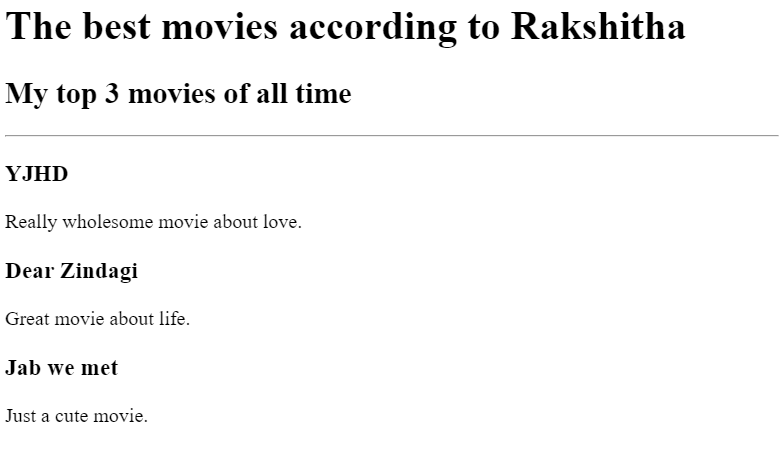 The best movies according to Rakshitha
My top 3 movies of all time
YJHD
Really wholesome movie about love.
Dear Zindagi
Great movie about life.
Jab we met
Just a cute movie.